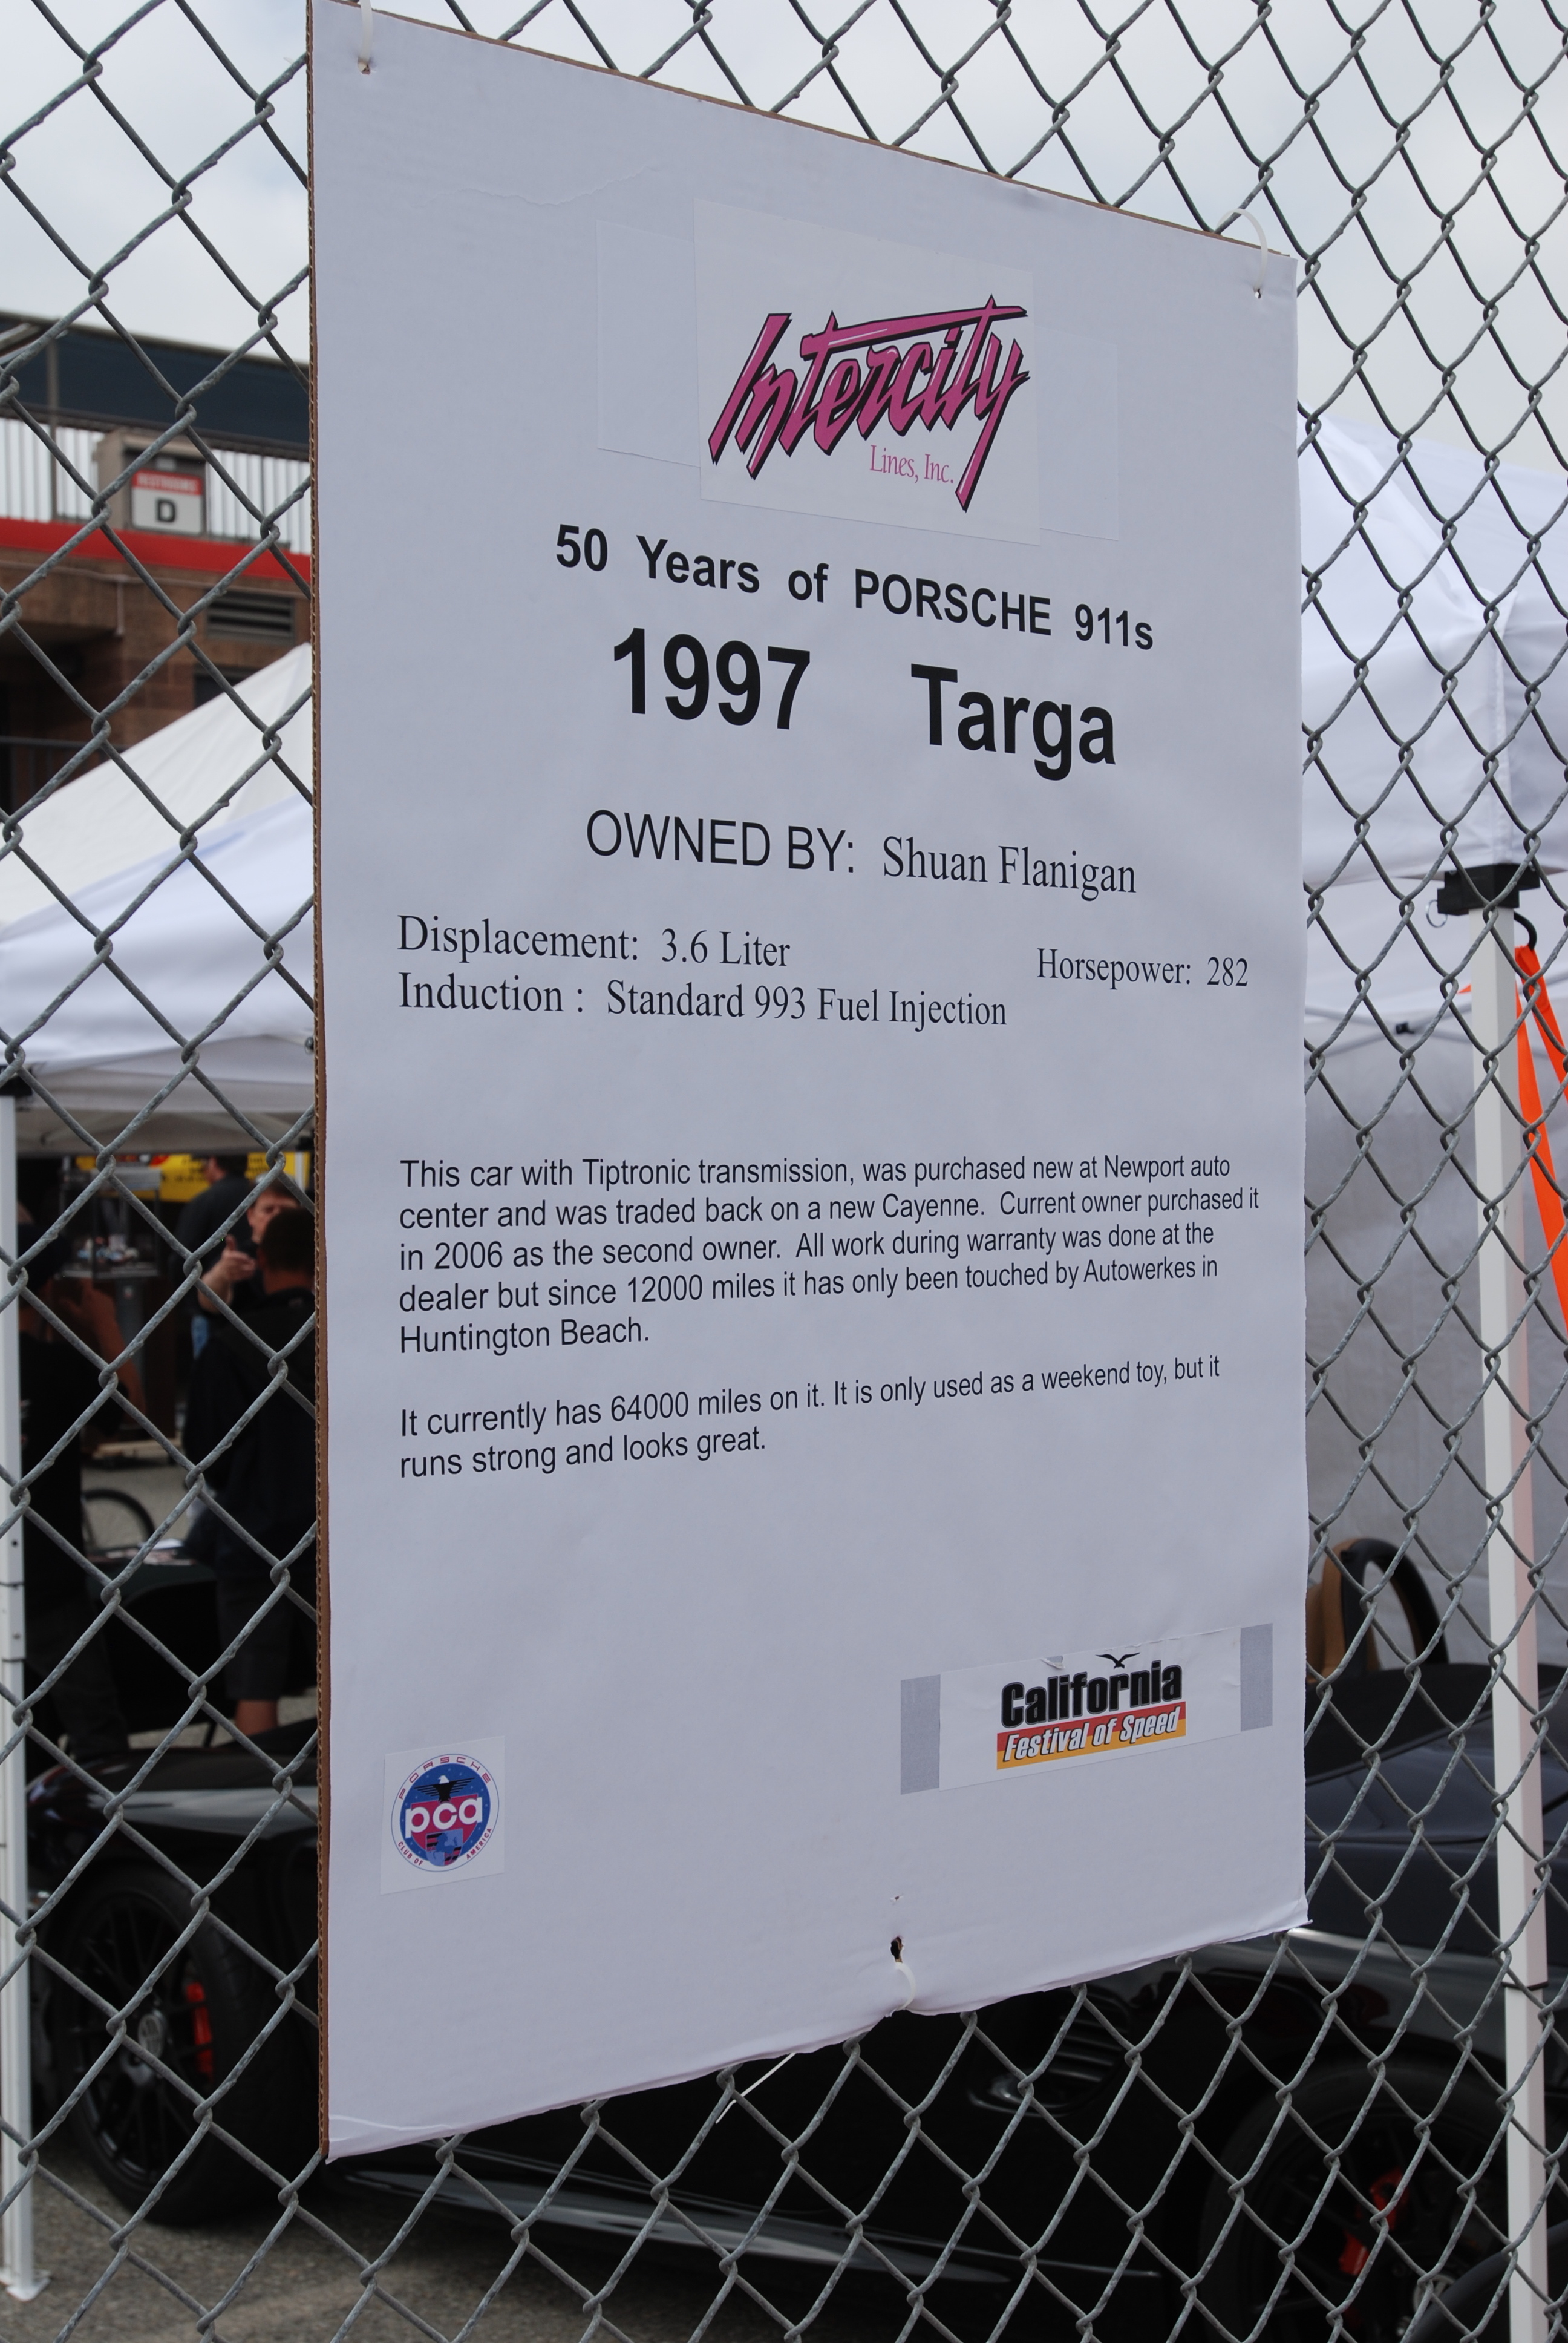 Intercity
Lines, Inc.
50 Years of PORSCHE 911s
1997 Targa
OWNED BY: Shuan Flanigan
Displacement: 3.6 Liter
Horsepower: 282
Induction : Standard 993 Fuel Injection
This car with Tiptronic transmission, was purchased new at Newport auto
center and was traded back on a new Cayenne. Current owner purchased it
in 2006 as the second owner. All work during warranty was done at the
dealer but since 12000 miles it has only been touched by Autowerkes in
Huntington Beach.
It currently has 64000 miles on it. It is only used as a weekend toy, but it
runs strong and looks great.
California
Festival of Speed
PORSCHE
pca
CLUB OF AMERICA
RESTROOMS
D